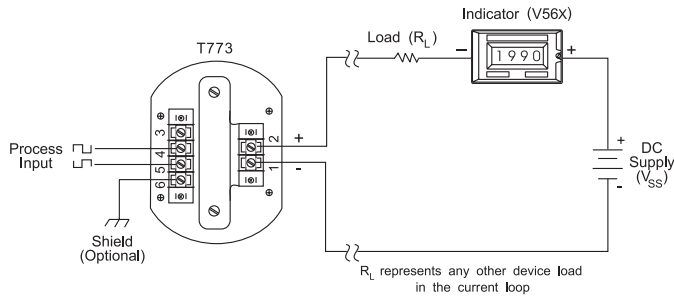 Indicator (V56X)
T773
Load (RL)
-
1990
+
3
4
5
6
2
1
+
-
Process
Input
Shield
(Optional)
+
DC
Supply
(VSS)
-
RL represents any other device load
in the current loop